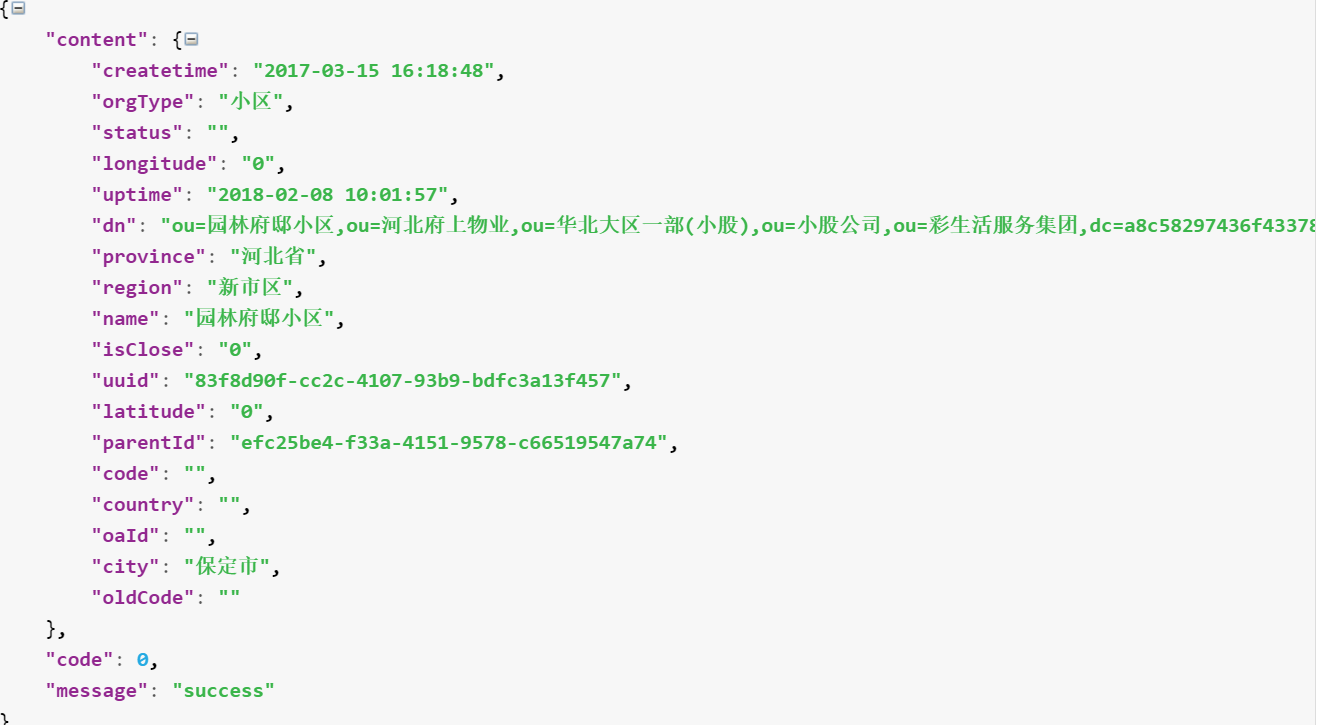 {
"content": {
"createtime": "2017-03-15 16:18:48",
"orgType": "小区",
"status": "",
"longitude": "0",
"uptime": "2018-02-08 10:01:57",
"dn": "ou=园林府邸小区,ou=河北府上物业,ou=华北大区一部(小股),ou=小股公司,ou=彩生活服务集团,dc=a8c58297436f43378
"province": "河北省",
"region": "新市区",
"name": "园林府邸小区",
"isClose": "0",
"uuid": "83f8d90f-cc2c-4107-93b9-bdfc3a13f457",
"latitude": "0",
"parentId": "efc25be4-f33a-4151-9578-c66519547a74",
"code": "",
"country": "",
"oaId": "",
"city": "保定市",
"oldCode": ""
},
"code": 0,
"message": "success"
}